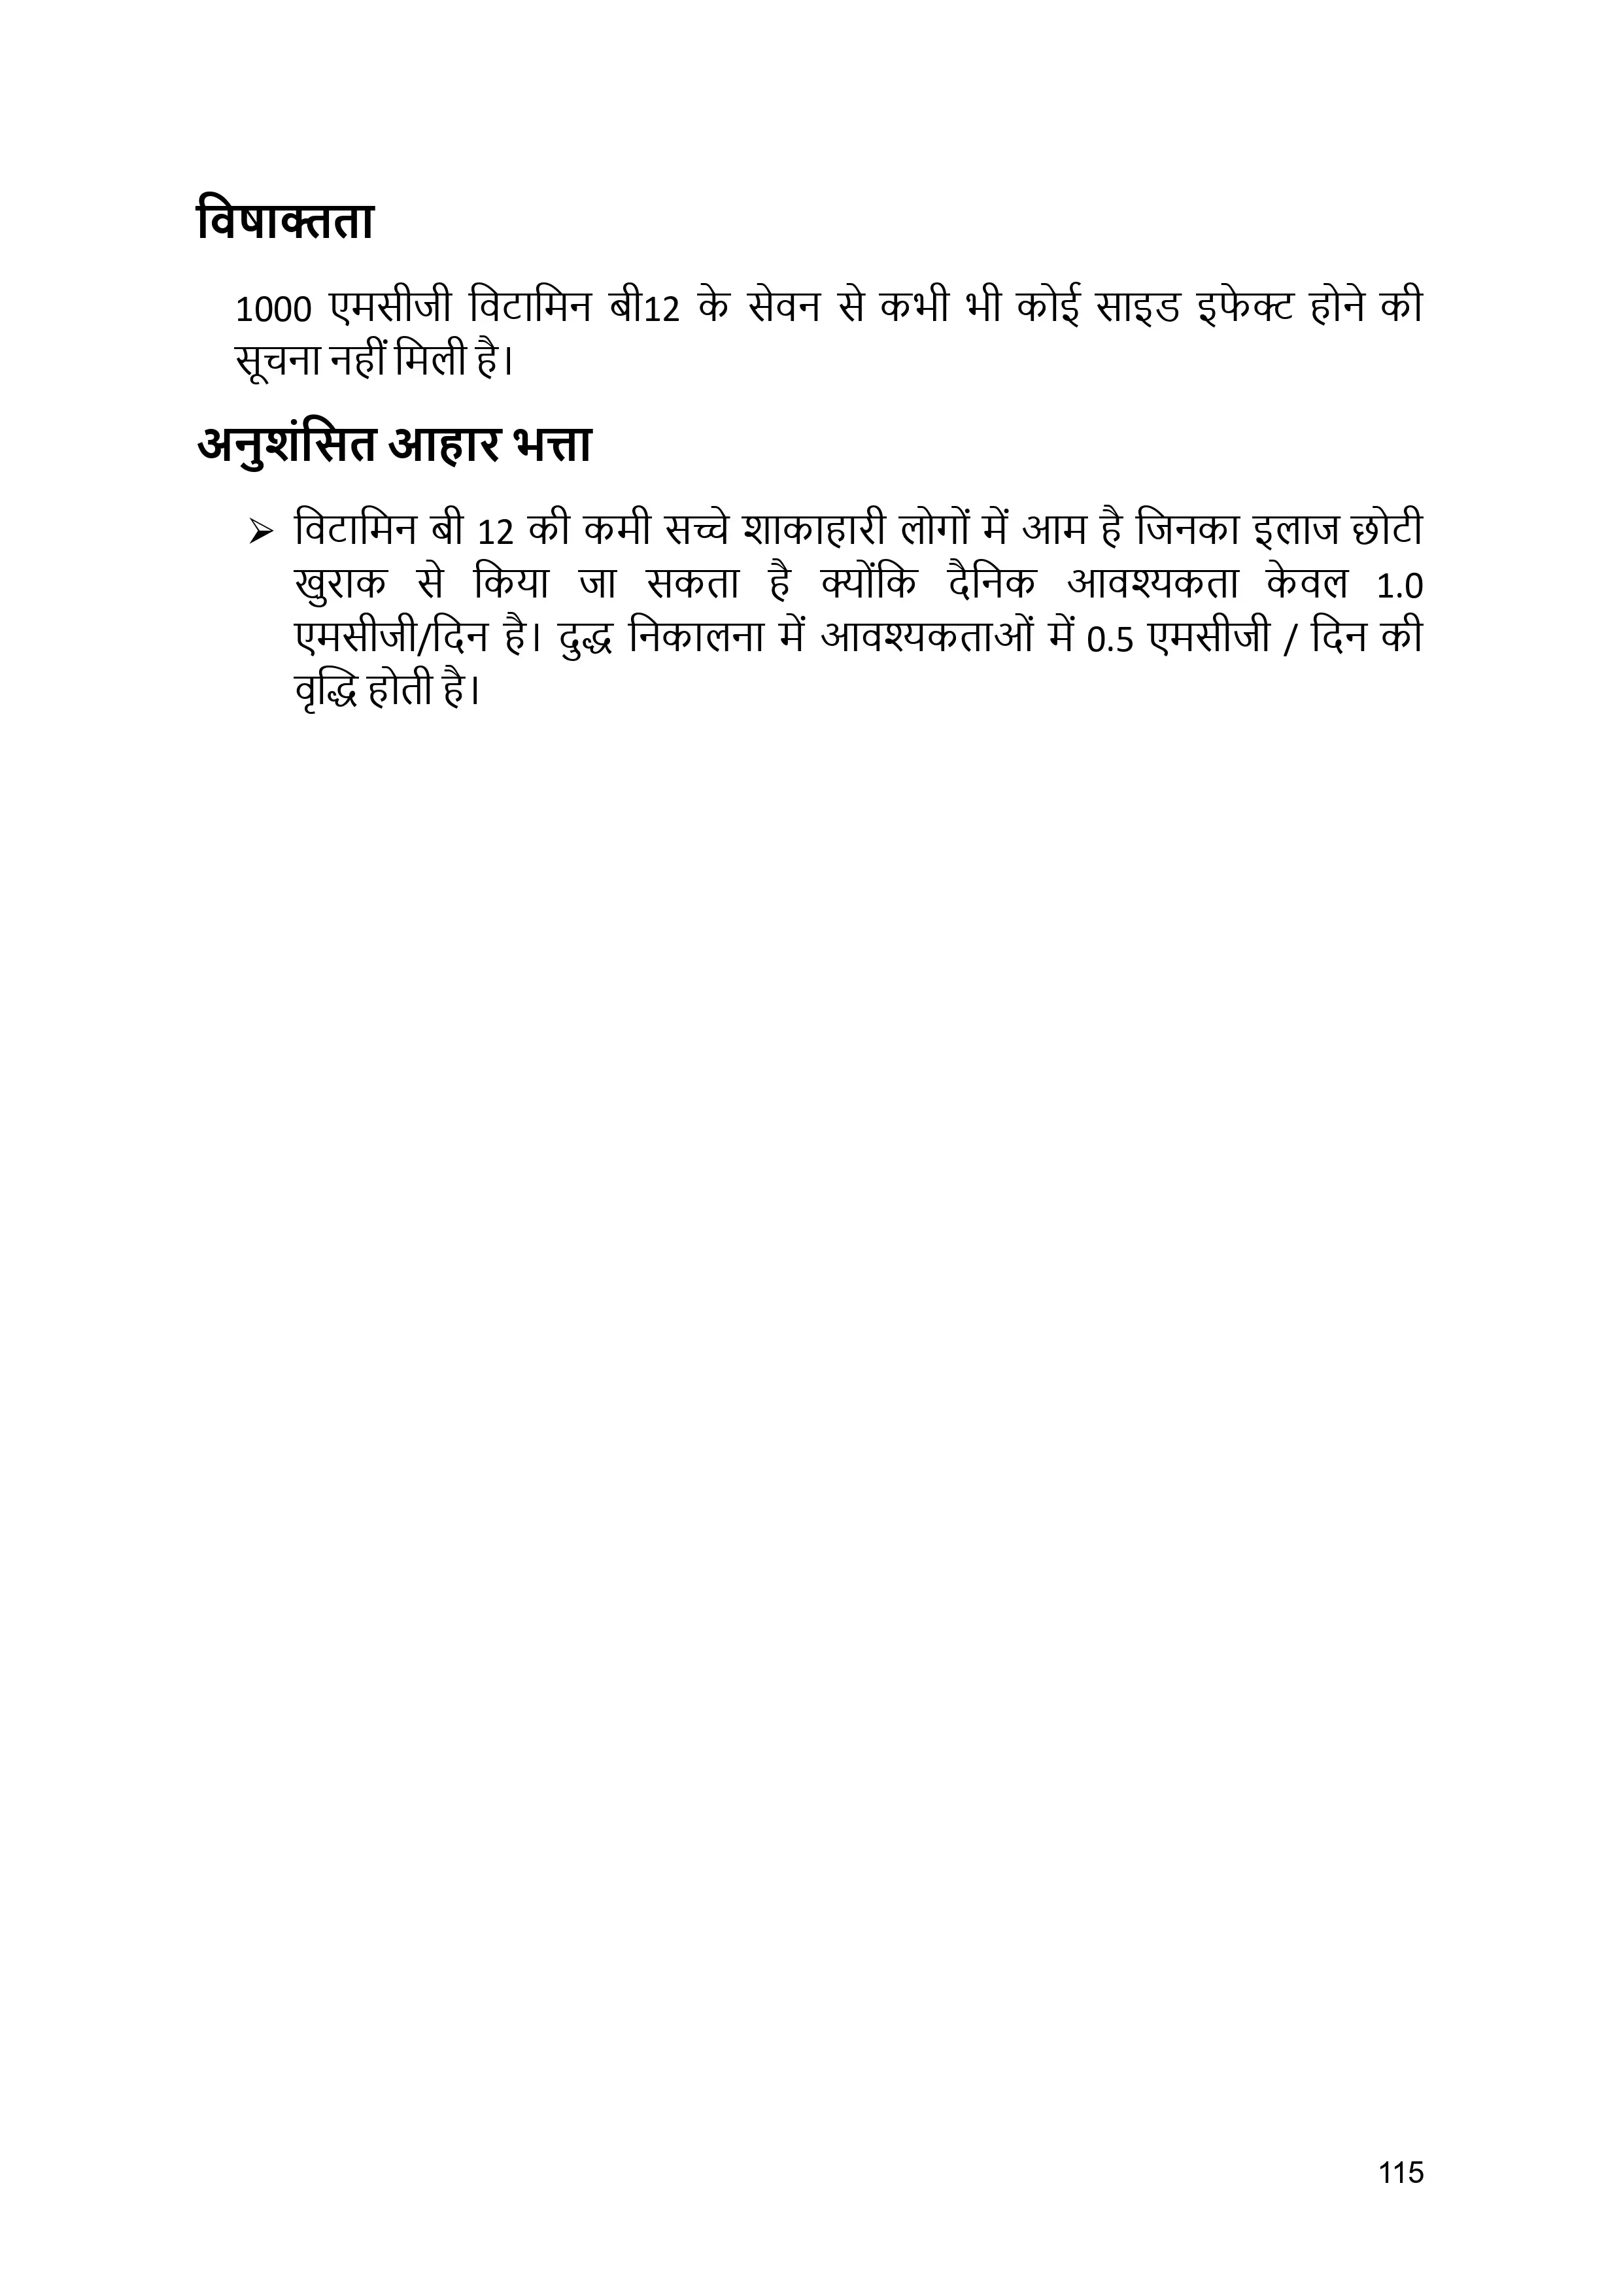 विषाक्तता
1000 एमसीजी विटामिन बी12 के सेवन से कभी भी कोई साइड इफेक्ट होने की
सूचना नहीं मिली है।
अनुशंसित आहार भत्ता
➢ विटामिन बी 12 की कमी सच्चे शाकाहारी लोगों में आम है जिनका इलाज छोटी
खुराक से किया जा सकता है क्योंकि दैनिक आवश्यकता केवल 1.0
एमसीजी/दिन है। दुद्ध निकालना में आवश्यकताओं में 0.5 एमसीजी / दिन की
वृद्धि होती है।
115